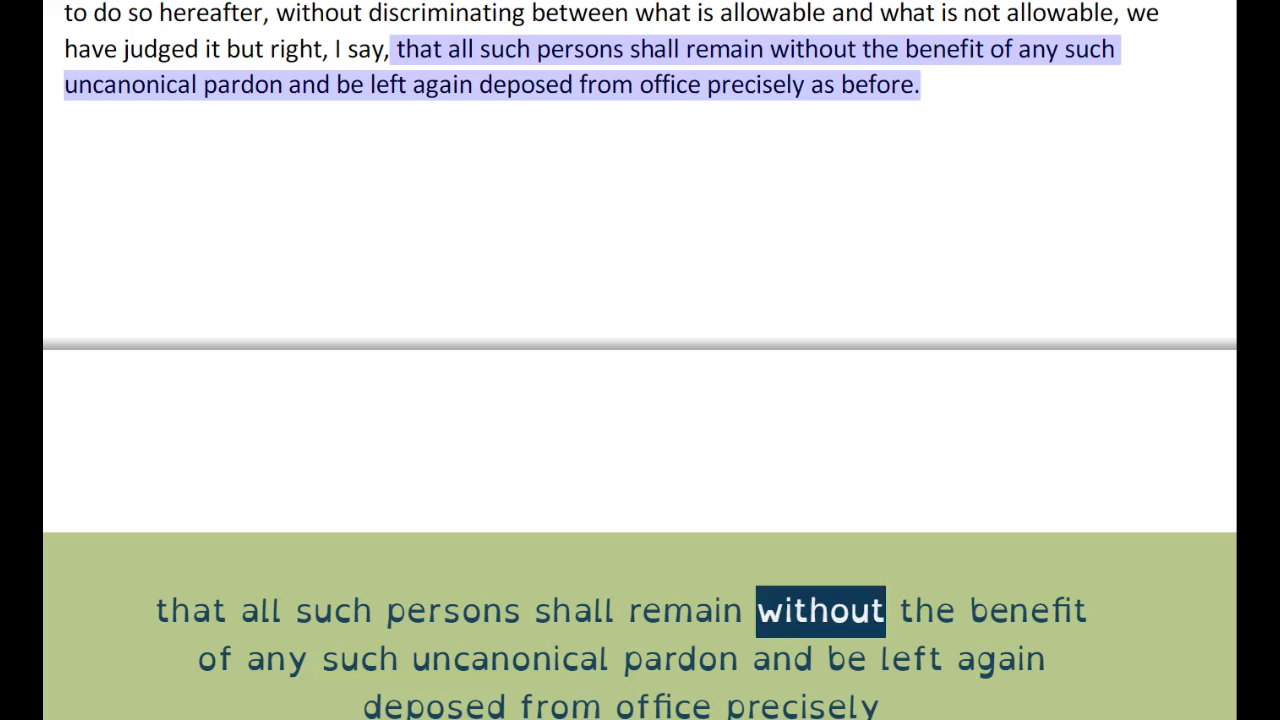 to do so hereafter, without discriminating between what is allowable and what is not allowable, we
have judged it but right, I say, that all such persons shall remain without the benefit of any such
uncanonical pardon and be left again deposed from office precisely as before.
that all such persons shall remain without the benefit
of any such uncanonical pardon and be left again
deposed from office precisely